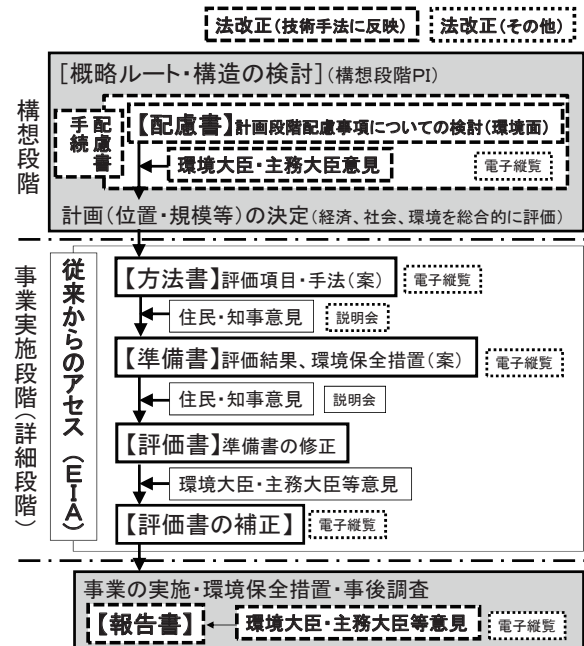 法改正(技術手法に反映)
法改正(その他)
構想段階
[概略ルート・構造の検討](構想段階PI)
配慮書手続
【配慮書】計画段階配慮事項についての検討(環境面)
環境大臣・主務大臣意見
電子縦覧
計画(位置・規模等)の決定(経済、社会、環境を総合的に評価)
事業実施段階(詳細段階)
従来からのアセス(EIA)
【方法書】評価項目・手法(案)
電子縦覧
住民・知事意見
説明会
【準備書】評価結果、環境保全措置(案)
電子縦覧
住民・知事意見
説明会
【評価書】準備書の修正
環境大臣・主務大臣等意見
【評価書の補正】
電子縦覧
事業の実施・環境保全措置・事後調査
【報告書】
環境大臣・主務大臣等意見
電子縦覧